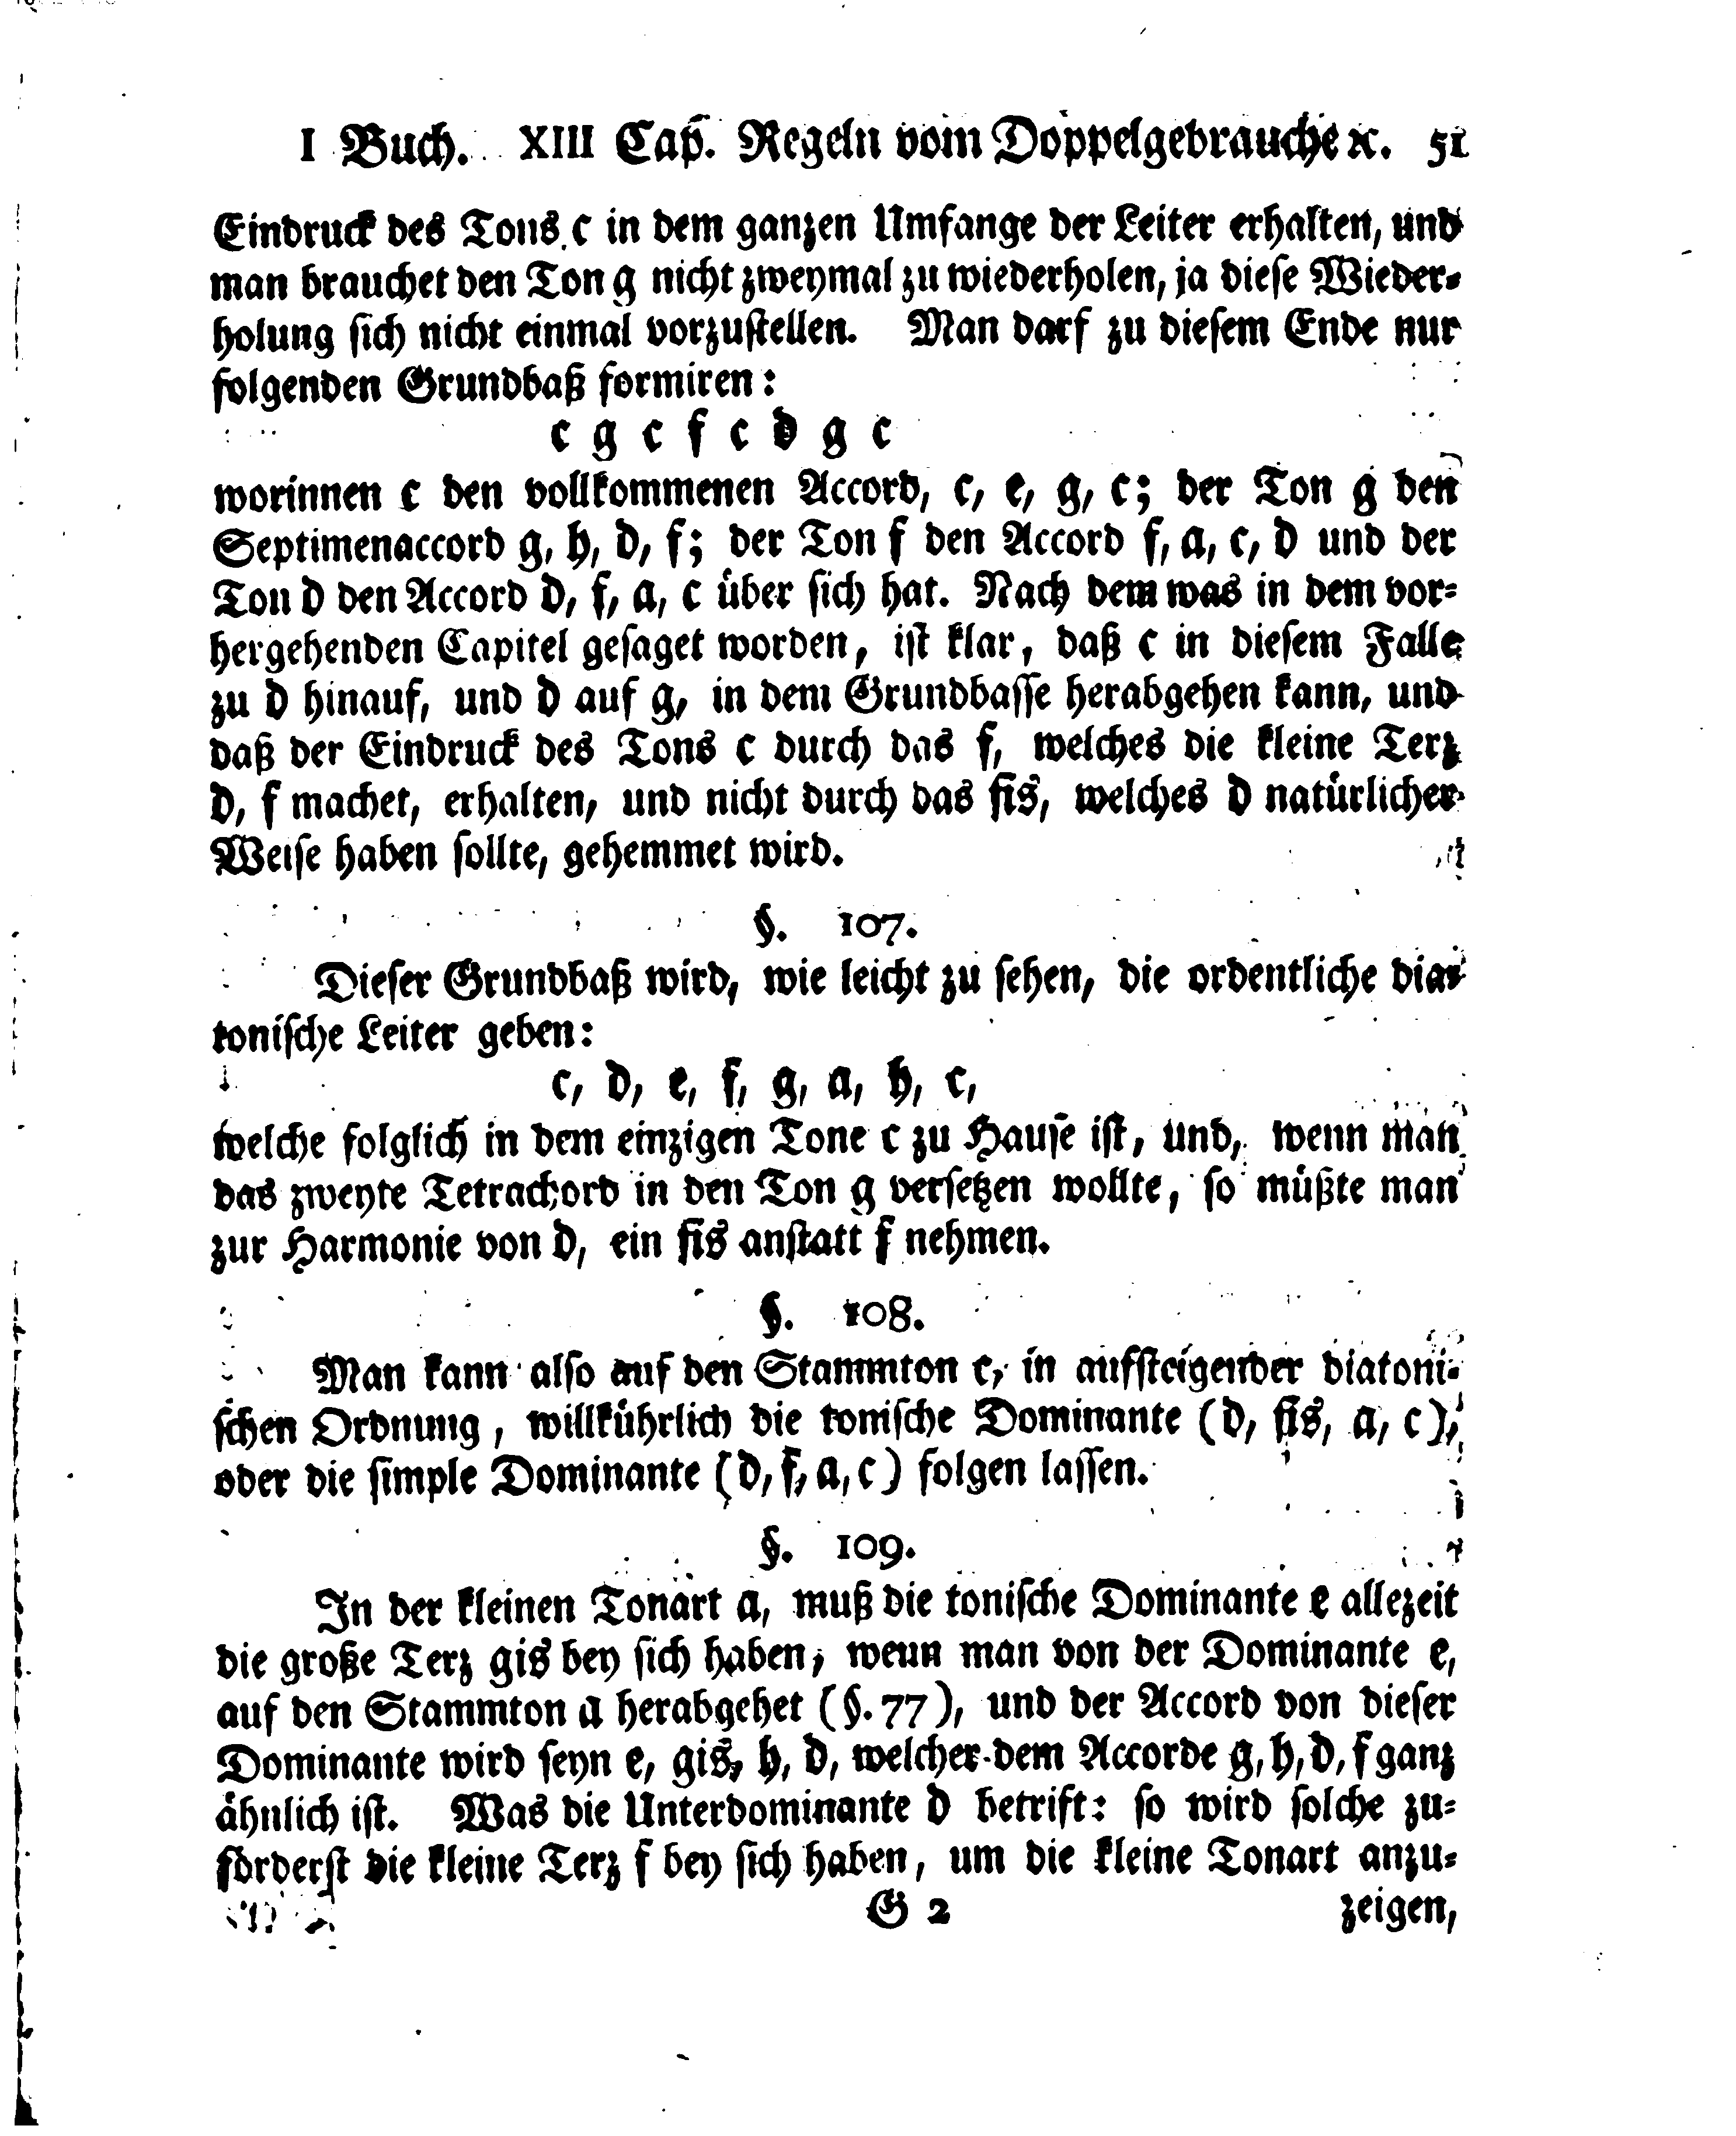 I Buch. XIII Cap. Regeln vom Doppelgebrauche ꝛc. 51
Eindruck des Tons c in dem ganzen Umfange der Leiter erhalten, und
man brauchet den Ton g nicht zweymal zu wiederholen, ja diese Wieder-
holung sich nicht einmal vorzustellen. Man darf zu diesem Ende nur
folgenden Grundbaß formiren:
c g c f c d g c
worinnen c den vollkommenen Accord, c, e, g, c; der Ton g den
Septimenaccord g, h, d, f; der Ton f den Accord f, a, c, d und der
Ton d den Accord d, f, a, c über sich hat. Nach dem was in dem vor-
hergehenden Capitel gesaget worden, ist klar, daß c in diesem Falle
zu d hinauf, und d auf g, in dem Grundbasse herabgehen kann, und
daß der Eindruck des Tons c durch das f, welches die kleine Terz
d, f machet, erhalten, und nicht durch das fis, welches d natürlicher
Weise haben sollte, gehemmet wird.
§. 107.
Dieser Grundbaß wird, wie leicht zu sehen, die ordentliche dia-
tonische Leiter geben:
c, d, e, f, g, a, h, c,
welche folglich in dem einzigen Tone c zu Hause ist, und, wenn man
das zweyte Tetrachord in den Ton g versetzen wollte, so müßte man
zur Harmonie von d, ein fis anstatt f nehmen.
§. 108.
Man kann also auf den Stammton c, in aufsteigender diatoni-
schen Ordnung, willkührlich die tonische Dominante (d, fis, a, c),
oder die simple Dominante (d, f, a, c) folgen lassen.
§. 109.
In der kleinen Tonart a, muß die tonische Dominante e allezeit
die große Terz gis bey sich haben, wenn man von der Dominante e,
auf den Stammton a herabgehet (§. 77), und der Accord von dieser
Dominante wird seyn e, gis, h, d, welcher dem Accorde g, h, d, f ganz
ähnlich ist. Was die Unterdominante d betrift: so wird solche zu-
förderst die kleine Terz f bey sich haben, um die kleine Tonart anzu-
G 2 zeigen,